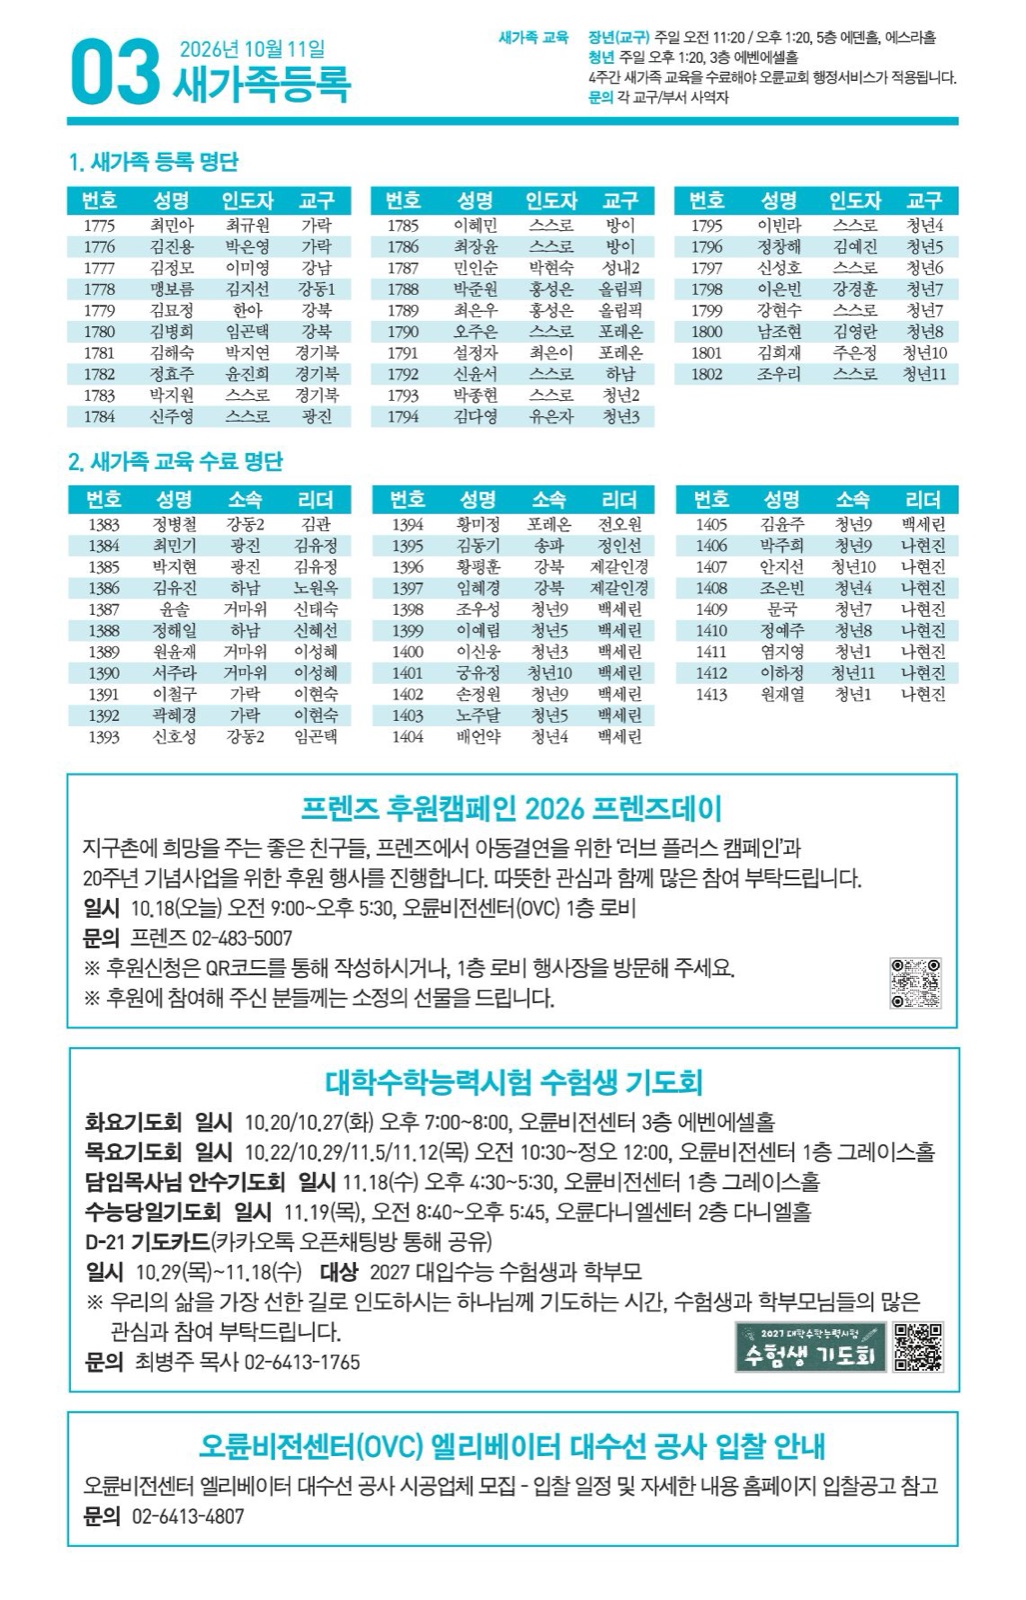 03
2026년 10월 11일
새가족등록
새가족 교육 장년(교구) 주일 오전 11:20 / 오후 1:20, 5층 에덴홀, 에스라홀
청년 주일 오후 1:20, 3층 에벤에셀홀
4주간 새가족 교육을 수료해야 오륜교회 행정서비스가 적용됩니다.
문의 각 교구/부서 사역자
1. 새가족 등록 명단
번호 성명 인도자 교구
1775 최민아 최규원 가락
1776 김진용 박은영 가락
1777 김정모 이미영 강남
1778 맹보름 김지선 강동1
1779 김묘정 한아 강북
1780 김병희 임곤택 강북
1781 김해숙 박지연 경기북
1782 정효주 윤진희 경기북
1783 박지원 스스로 경기북
1784 신주영 스스로 광진
번호 성명 인도자 교구
1785 이혜민 스스로 방이
1786 최장윤 스스로 방이
1787 민인순 박현숙 성내2
1788 박준원 홍성은 올림픽
1789 최은우 홍성은 올림픽
1790 오주은 스스로 포레온
1791 설정자 최은이 포레온
1792 신윤서 스스로 하남
1793 박종현 스스로 청년2
1794 김다영 유은자 청년3
번호 성명 인도자 교구
1795 이빈라 스스로 청년4
1796 정창해 김예진 청년5
1797 신성호 스스로 청년6
1798 이은빈 강경훈 청년7
1799 강현수 스스로 청년7
1800 남조현 김영란 청년8
1801 김희재 주은정 청년10
1802 조우리 스스로 청년11
2. 새가족 교육 수료 명단
번호 성명 소속 리더
1383 정병철 강동2 김관
1384 최민기 광진 김유정
1385 박지현 광진 김유정
1386 김유진 하남 노원옥
1387 윤솔 거마위 신태숙
1388 정해일 하남 신혜선
1389 원윤재 거마위 이성혜
1390 서주라 거마위 이성혜
1391 이철구 가락 이현숙
1392 곽혜경 가락 이현숙
1393 신호성 강동2 임곤택
번호 성명 소속 리더
1394 황미정 포레온 전오원
1395 김동기 송파 정인선
1396 황평훈 강북 제갈인경
1397 임혜경 강북 제갈인경
1398 조우성 청년9 백세린
1399 이예림 청년5 백세린
1400 이신웅 청년3 백세린
1401 궁유정 청년10 백세린
1402 손정원 청년9 백세린
1403 노주달 청년5 백세린
1404 배언약 청년4 백세린
번호 성명 소속 리더
1405 김윤주 청년9 백세린
1406 박주희 청년9 나현진
1407 안지선 청년10 나현진
1408 조은빈 청년4 나현진
1409 문국 청년7 나현진
1410 정예주 청년8 나현진
1411 염지영 청년1 나현진
1412 이하정 청년11 나현진
1413 원재열 청년1 나현진
프렌즈 후원캠페인 2026 프렌즈데이
지구촌에 희망을 주는 좋은 친구들, 프렌즈에서 아동결연을 위한 ‘러브 플러스 캠페인’과
20주년 기념사업을 위한 후원 행사를 진행합니다. 따뜻한 관심과 함께 많은 참여 부탁드립니다.
일시 10.18(오늘) 오전 9:00~오후 5:30, 오륜비전센터(OVC) 1층 로비
문의 프렌즈 02-483-5007
※ 후원신청은 QR코드를 통해 작성하시거나, 1층 로비 행사장을 방문해 주세요.
※ 후원에 참여해 주신 분들께는 소정의 선물을 드립니다.
대학수학능력시험 수험생 기도회
화요기도회 일시 10.20/10.27(화) 오후 7:00~8:00, 오륜비전센터 3층 에벤에셀홀
목요기도회 일시 10.22/10.29/11.5/11.12(목) 오전 10:30~정오 12:00, 오륜비전센터 1층 그레이스홀
담임목사님 안수기도회 일시 11.18(수) 오후 4:30~5:30, 오륜비전센터 1층 그레이스홀
수능당일기도회 일시 11.19(목), 오전 8:40~오후 5:45, 오륜다니엘센터 2층 다니엘홀
D-21 기도카드(카카오톡 오픈채팅방 통해 공유)
일시 10.29(목)~11.18(수) 대상 2027 대입수능 수험생과 학부모
※ 우리의 삶을 가장 선한 길로 인도하시는 하나님께 기도하는 시간, 수험생과 학부모님들의 많은
관심과 참여 부탁드립니다.
문의 최병주 목사 02-6413-1765
2027 대학수학능력시험
수험생 기도회
오륜비전센터(OVC) 엘리베이터 대수선 공사 입찰 안내
오륜비전센터 엘리베이터 대수선 공사 시공업체 모집 - 입찰 일정 및 자세한 내용 홈페이지 입찰공고 참고
문의 02-6413-4807